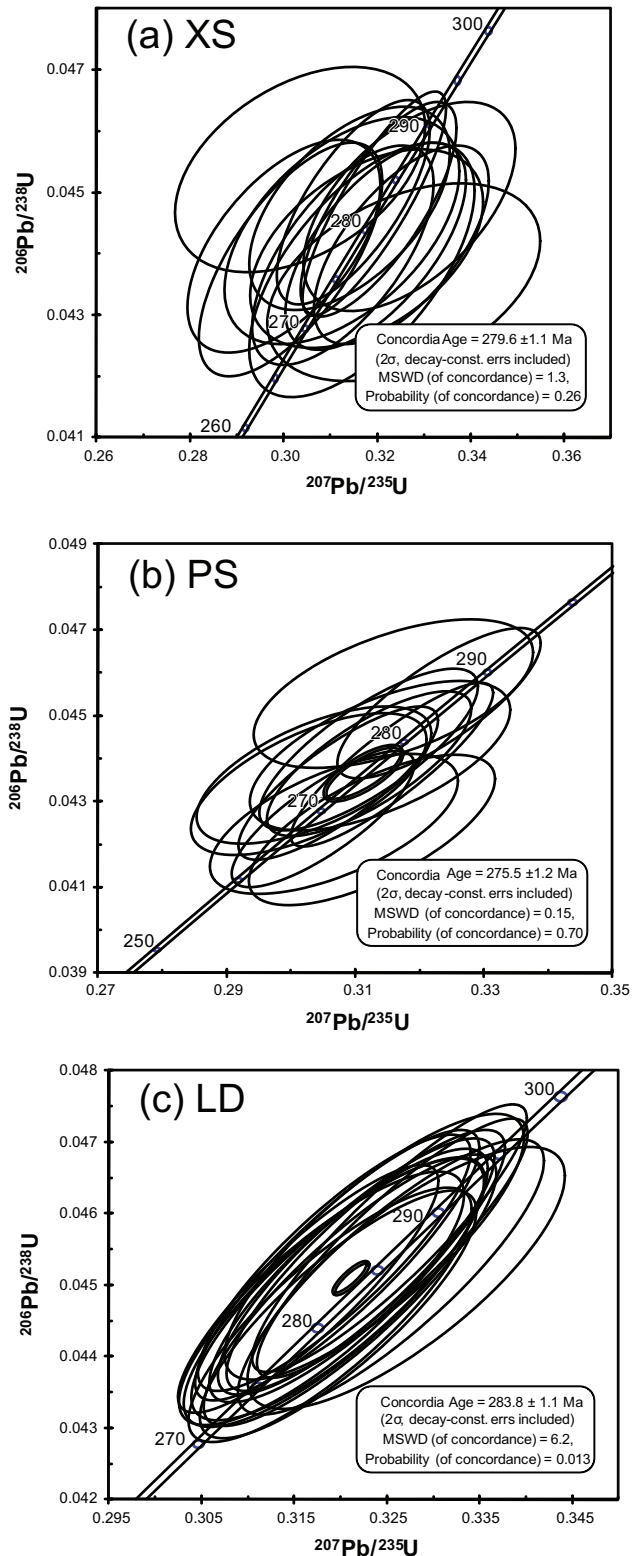 (a) XS
300
0.047
290
0.045
280
0.043
270
0.041
260
0.26
0.30
0.32
0.34
0.36
²⁰⁶Pb/²³⁸U
²⁰⁷Pb/²³⁵U
Concordia Age = 279.6 ±1.1 Ma
(2σ, decay-const. errs included)
MSWD (of concordance) = 1.3,
Probability (of concordance) = 0.26
(b) PS
0.049
0.047
290
0.045
280
0.043
270
0.041
250
0.039
0.27
0.29
0.31
0.33
0.35
²⁰⁶Pb/²³⁸U
²⁰⁷Pb/²³⁵U
Concordia Age = 275.5 ±1.2 Ma
(2σ, decay-const. errs included)
MSWD (of concordance) = 0.15,
Probability (of concordance) = 0.70
(c) LD
0.048
300
0.047
0.046
290
0.045
280
0.044
0.043
270
0.042
0.295
0.305
0.315
0.325
0.335
0.345
²⁰⁶Pb/²³⁸U
²⁰⁷Pb/²³⁵U
Concordia Age = 283.8 ± 1.1 Ma
(2σ, decay-const. errs included)
MSWD (of concordance) = 6.2,
Probability (of concordance) = 0.013